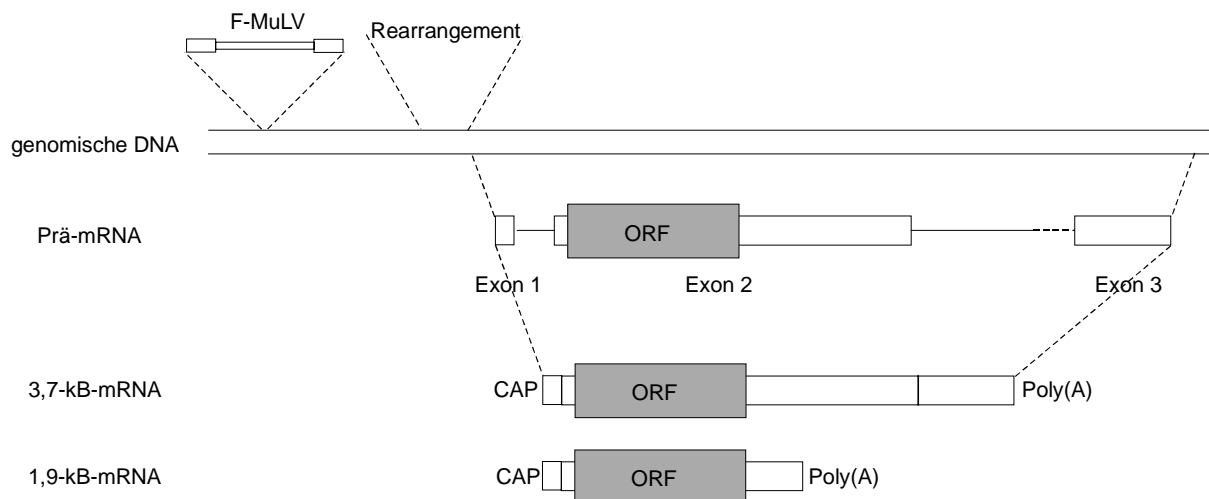 F-MuLV
Rearrangement
genomische DNA
Prä-mRNA
ORF
Exon 1
Exon 2
Exon 3
3,7-kB-mRNA
CAP
ORF
Poly(A)
1,9-kB-mRNA
CAP
ORF
Poly(A)